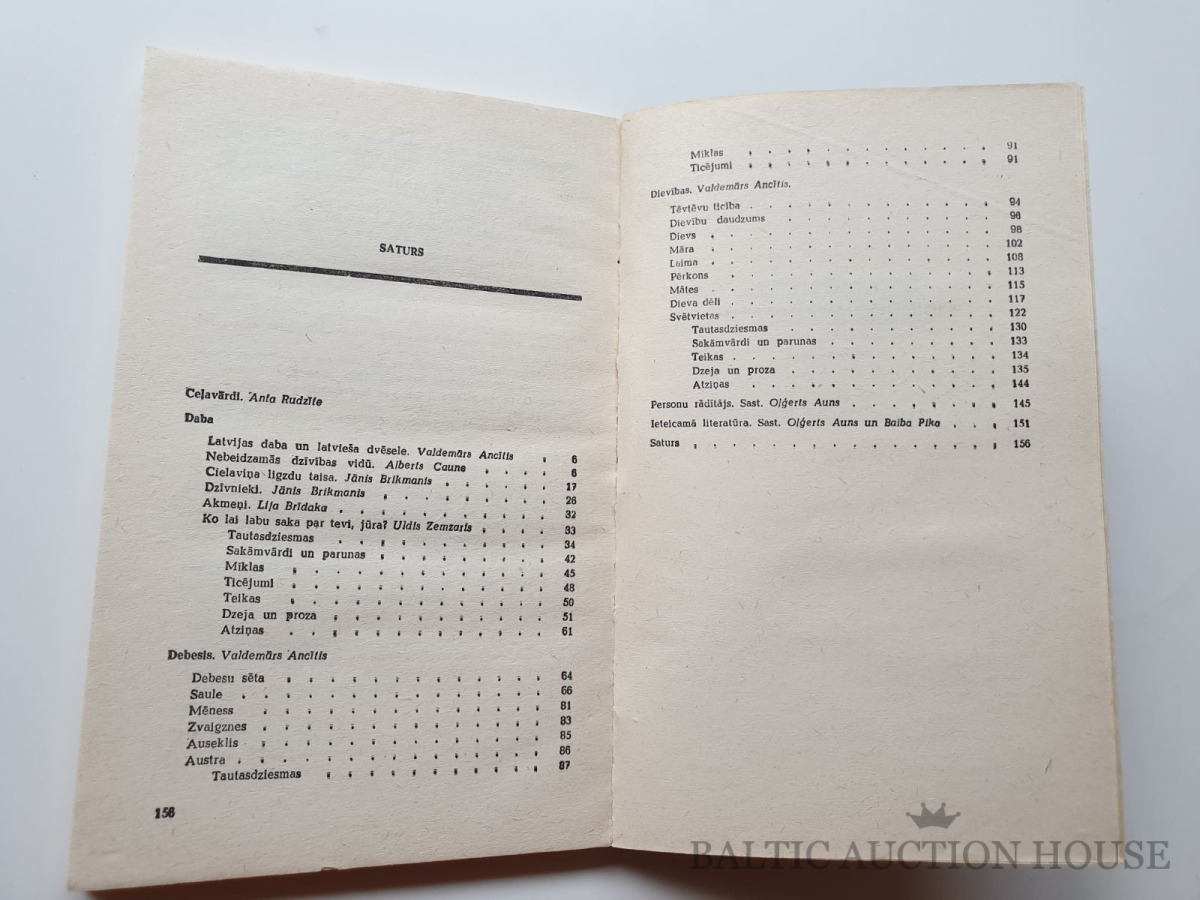 SATURS
Ceļavārdi. Anta Rudzīte
Daba
Latvijas daba un latvieša dvēsele. Valdemārs Ancītis . 6
Nebeidzamās dzīvības vidū. Alberts Caune . . . . 6
Cielaviņa ligzdu taisa. Jānis Brikmanis . . . . . . 17
Dzīvnieki. Jānis Brikmanis . . . . . . . . 26
Akmeņi. Lija Brīdaka . . . . . . . . . . 32
Ko lai labu saka par tevi, jūra? Uldis Zemzaris . . . . 33
Tautasdziesmas . . . . . . . . . 34
Sakāmvārdi un parunas . . . . . . . . 42
Mīklas . . . . . . . . . . . 45
Ticējumi . . . . . . . . . . . 48
Teikas . . . . . . . . . . . 50
Dzeja un proza . . . . . . . . . 51
Atziņas . . . . . . . . . . . 61
Debesis. Valdemārs Ancītis
Debesu sēta . . . . . . . . . . . 64
Saule . . . . . . . . . . . . . 66
Mēness . . . . . . . . . . . . 81
Zvaigznes . . . . . . . . . . . . 83
Auseklis . . . . . . . . . . . . 85
Austra . . . . . . . . . . . . . 86
Tautasdziesmas . . . . . . . . . . 87
156
Mīklas . . . . . . . . . . . . 91
Ticējumi . . . . . . . . . . . . 91
Dievības. Valdemārs Ancītis.
Tēvtēvu ticība . . . . . . . . . . . . 94
Dievību daudzums . . . . . . . . . . 96
Dievs . . . . . . . . . . . . . 98
Māra . . . . . . . . . . . . . 102
Laima . . . . . . . . . . . . . 108
Pērkons . . . . . . . . . . . . 113
Mātes . . . . . . . . . . . . 115
Dieva dēli . . . . . . . . . . . . 117
Svētvietas . . . . . . . . . . . . 122
Tautasdziesmas . . . . . . . . . . 130
Sakāmvārdi un parunas . . . . . . . . 133
Teikas . . . . . . . . . . . . 134
Dzeja un proza . . . . . . . . . . 135
Atziņas . . . . . . . . . . . 144
Personu rādītājs. Sast. Oļģerts Auns . . . . . . . . 145
Ieteicamā literatūra. Sast. Oļģerts Auns un Baiba Pika . . . 151
Saturs . . . . . . . . . . . . . 156
BALTIC AUCTION HOUSE